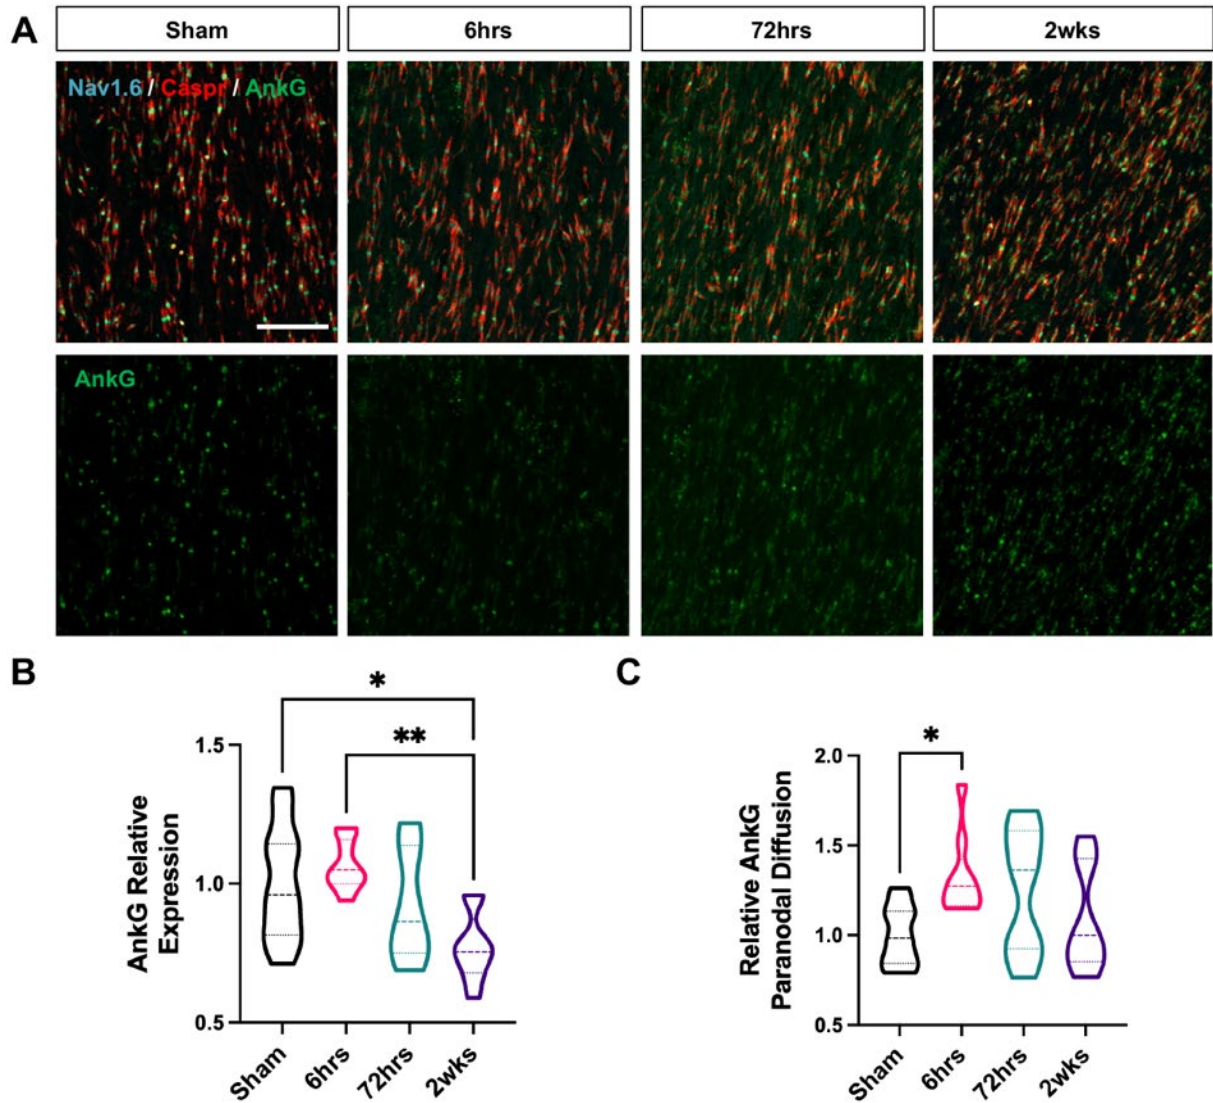 A
Sham
6hrs
72hrs
2wks
Nav1.6 / Caspr / AnkG
AnkG
B
*
**
1.5
1.0
0.5
AnkG Relative
Expression
Sham
6hrs
72hrs
2wks
C
*
2.0
1.5
1.0
0.5
Relative AnkG
Paranodal Diffusion
Sham
6hrs
72hrs
2wks